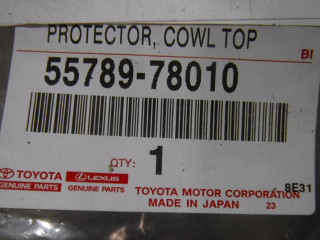 PROTECTOR, COWL TOP
BI
55789-78010
QTY: 1
TOYOTA LEXUS
GENUINE PARTS GENUINE PARTS
TOYOTA MOTOR CORPORATION
8E31
MADE IN JAPAN 23